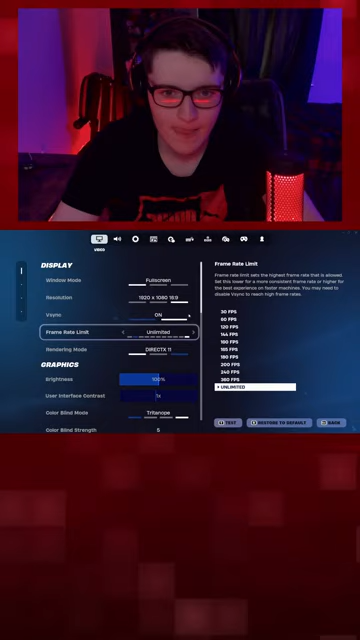 VIDEO
DISPLAY
Window Mode
Fullscreen
Resolution
1920 x 1080 16:9
Vsync
ON
Frame Rate Limit
Unlimited
Rendering Mode
DIRECTX 11
GRAPHICS
Brightness
100%
User Interface Contrast
1x
Color Blind Mode
Tritanope
Color Blind Strength
5
Frame Rate Limit
Frame rate limit sets the highest frame rate that is allowed.
Set this lower for a more consistent frame rate or higher for
the best experience on faster machines. You may need to
disable Vsync to reach high frame rates.
30 FPS
60 FPS
120 FPS
144 FPS
160 FPS
165 FPS
180 FPS
200 FPS
240 FPS
360 FPS
UNLIMITED
TEST
RESTORE TO DEFAULT
BACK